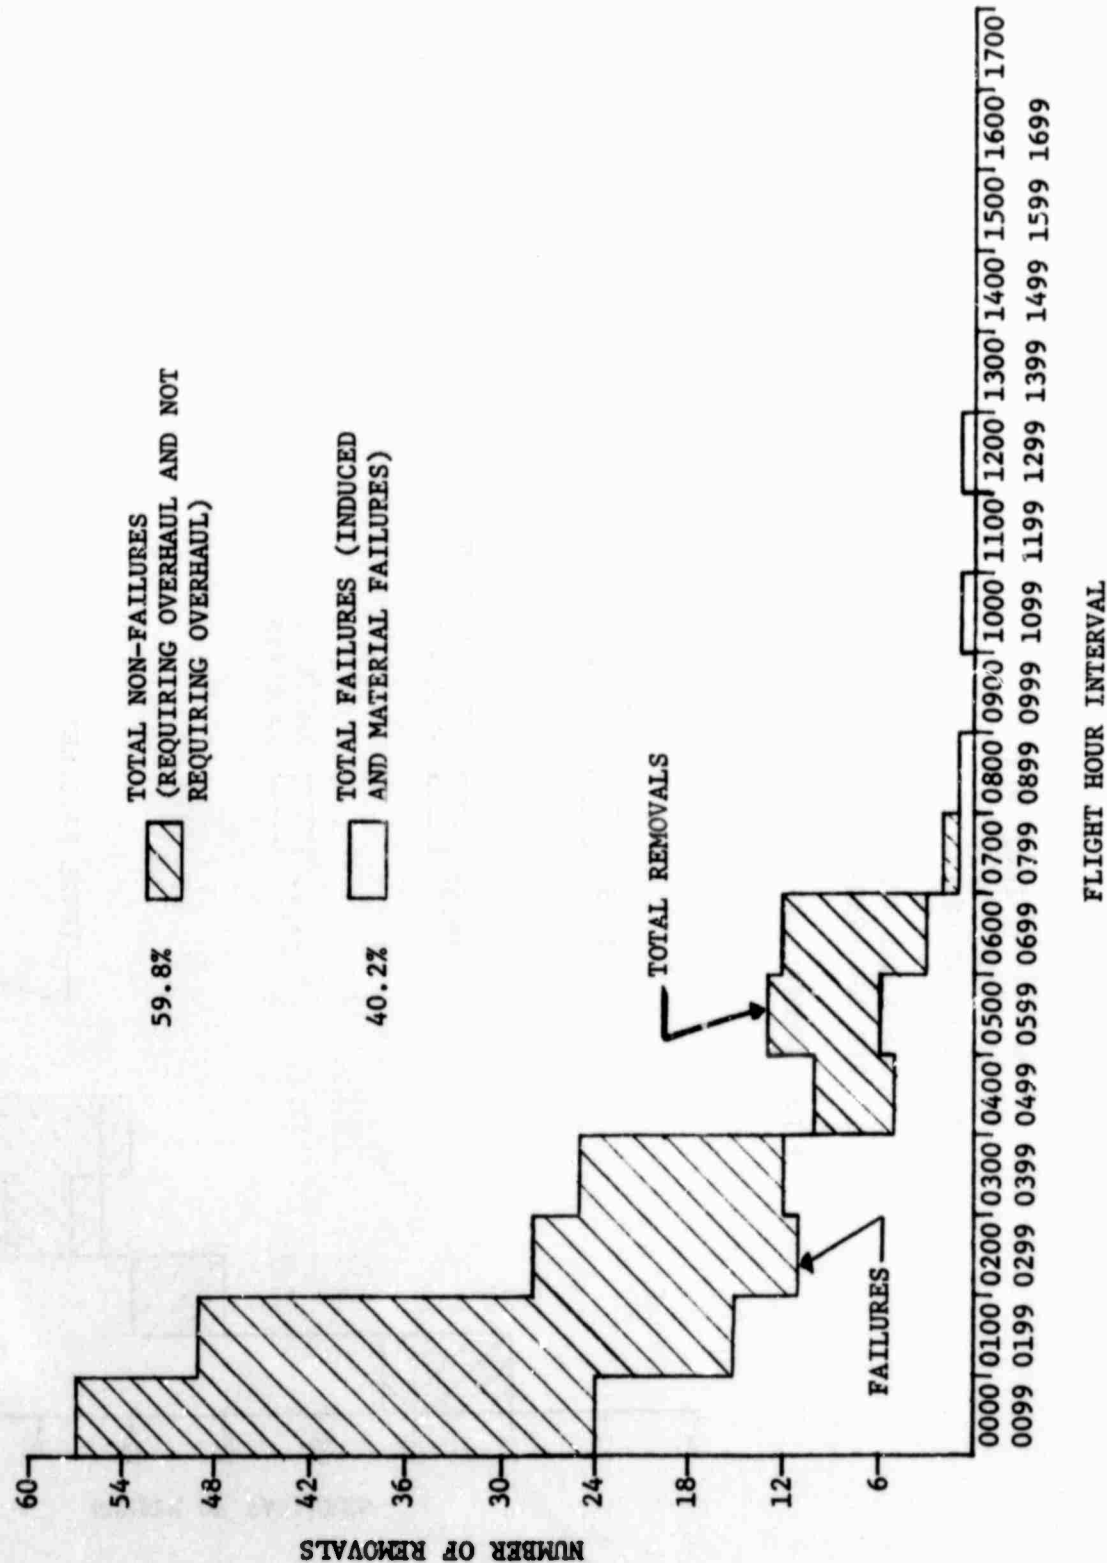 NUMBER OF REMOVALS
60
54
48
42
36
30
24
18
12
6
59.8%
TOTAL NON-FAILURES
(REQUIRING OVERHAUL AND NOT
REQUIRING OVERHAUL)
40.2%
TOTAL FAILURES (INDUCED
AND MATERIAL FAILURES)
TOTAL REMOVALS
FAILURES
0000 0100 0200 0300 0400 0500 0600 0700 0800 0900 1000 1100 1200 1300 1400 1500 1600 1700
0099 0199 0299 0399 0499 0599 0699 0799 0899 0999 1099 1199 1299 1399 1499 1599 1699
FLIGHT HOUR INTERVAL